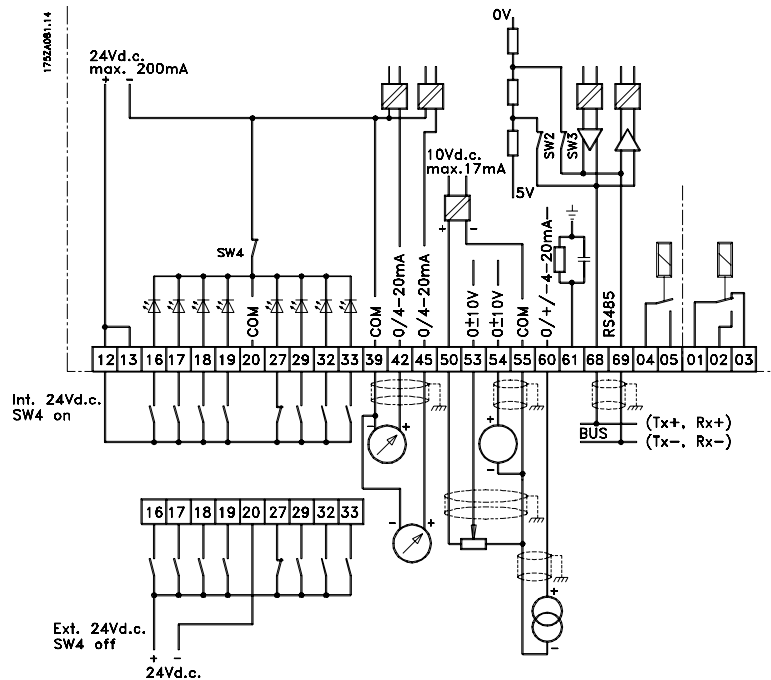 175ZA081.14
24Vd.c.
max. 200mA
+ -
0V
SW2
SW3
5V
10Vd.c.
max.17mA
+ -
SW4
COM
COM
0/4-20mA
0/4-20mA
0±10V
0±10V
COM
0/+/-4-20mA
RS485
12 13 16 17 18 19 20 27 29 32 33 39 42 45 50 53 54 55 60 61 68 69 04 05 01 02 03
Int. 24Vd.c.
SW4 on
- +
+
-
BUS
(Tx+, Rx+)
(Tx-, Rx-)
16 17 18 19 20 27 29 32 33
- +
+
-
Ext. 24Vd.c.
SW4 off
+ -
24Vd.c.